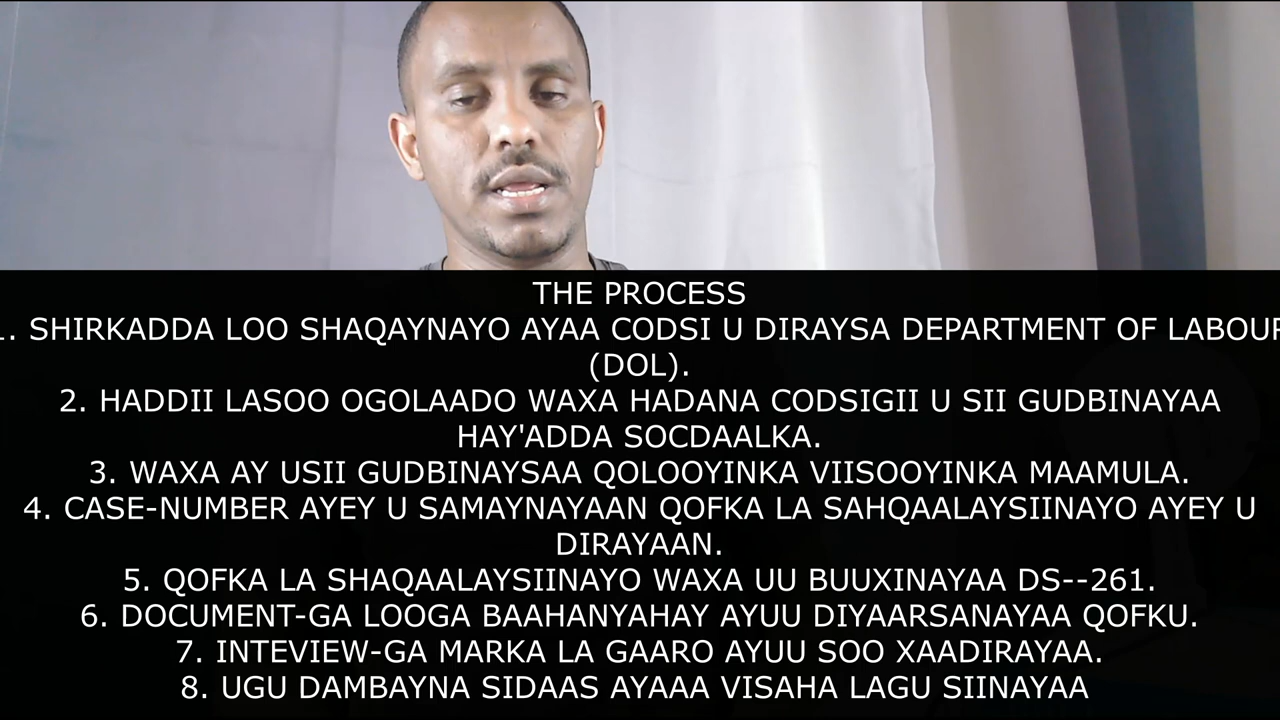 THE PROCESS
1. SHIRKADDA LOO SHAQAYNAYO AYAA CODSI U DIRAYSA DEPARTMENT OF LABOUR
(DOL).
2. HADDII LASOO OGOLAADO WAXA HADANA CODSIGII U SII GUDBINAYAA
HAY'ADDA SOCDAALKA.
3. WAXA AY USII GUDBINAYSAA QOLOOYINKA VIISOOYINKA MAAMULA.
4. CASE-NUMBER AYEY U SAMAYNAYAAN QOFKA LA SAHQAALAYSIINAYO AYEY U
DIRAYAAN.
5. QOFKA LA SHAQAALAYSIINAYO WAXA UU BUUXINAYAA DS--261.
6. DOCUMENT-GA LOOGA BAAHANYAHAY AYUU DIYAARSANAYAA QOFKU.
7. INTEVIEW-GA MARKA LA GAARO AYUU SOO XAADIRAYAA.
8. UGU DAMBAYNA SIDAAS AYAAA VISAHA LAGU SIINAYAA